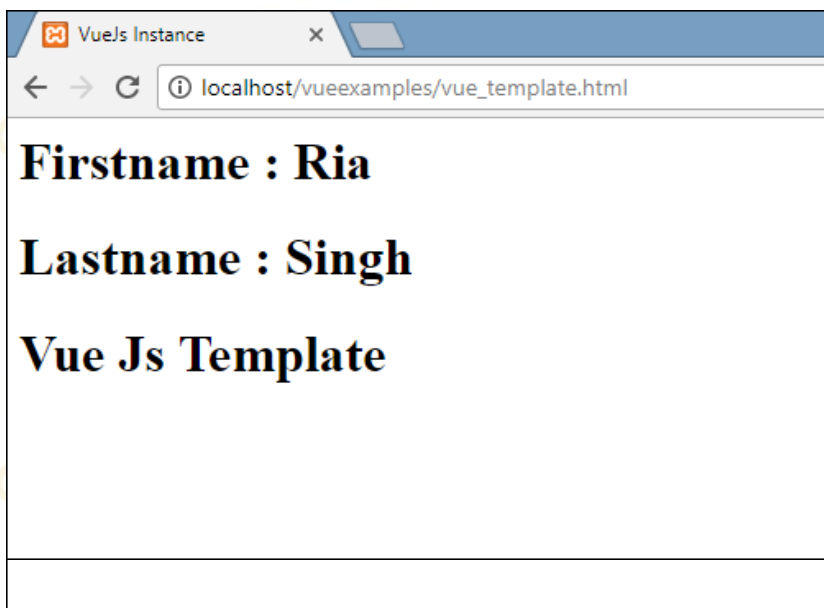 VueJs Instance
localhost/vueexamples/vue_template.html
Firstname : Ria
Lastname : Singh
Vue Js Template